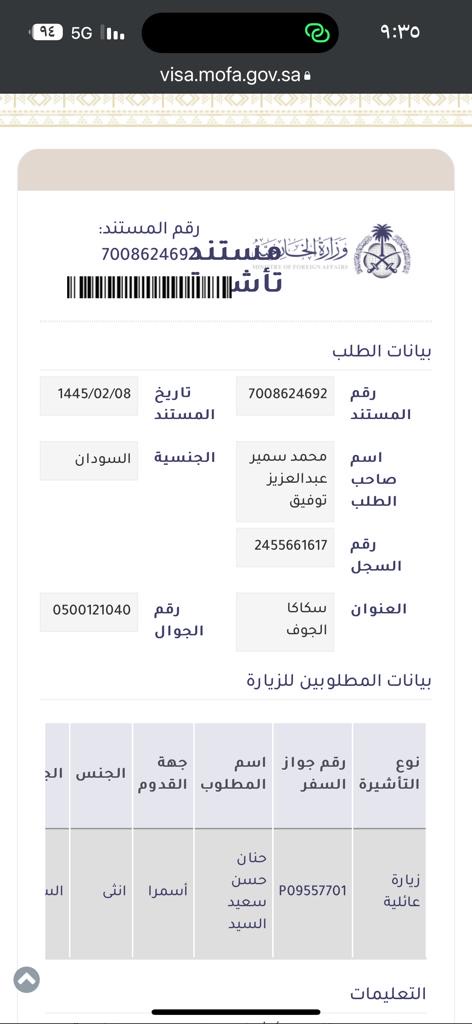 ٩:٣٥
5G ٩٤
visa.mofa.gov.sa
وزارة الخارجية
MINISTRY OF FOREIGN AFFAIRS
مستند
تأشيرة
رقم المستند:
7008624692
بيانات الطلب
رقم المستند
7008624692
تاريخ المستند
1445/02/08
اسم صاحب الطلب
محمد سمير عبدالعزيز توفيق
الجنسية
السودان
رقم السجل
2455661617
العنوان
سكاكا الجوف
رقم الجوال
0500121040
بيانات المطلوبين للزيارة
نوع التأشيرة
رقم جواز السفر
اسم المطلوب
جهة القدوم
الجنس
زيارة عائلية
P09557701
حنان حسن سعيد السيد
أسمرا
انثى
التعليمات